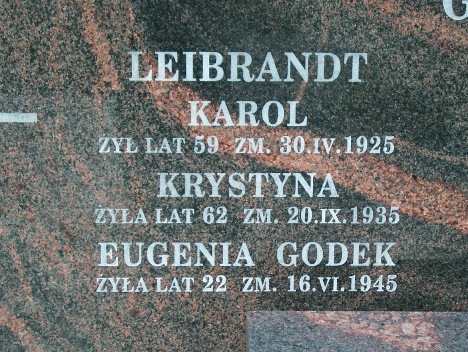 G
LEIBRANDT
KAROL
ŻYŁ LAT 59 ZM. 30.IV.1925
KRYSTYNA
ŻYŁA LAT 62 ZM. 20.IX.1935
EUGENIA GODEK
ŻYŁA LAT 22 ZM. 16.VI.1945